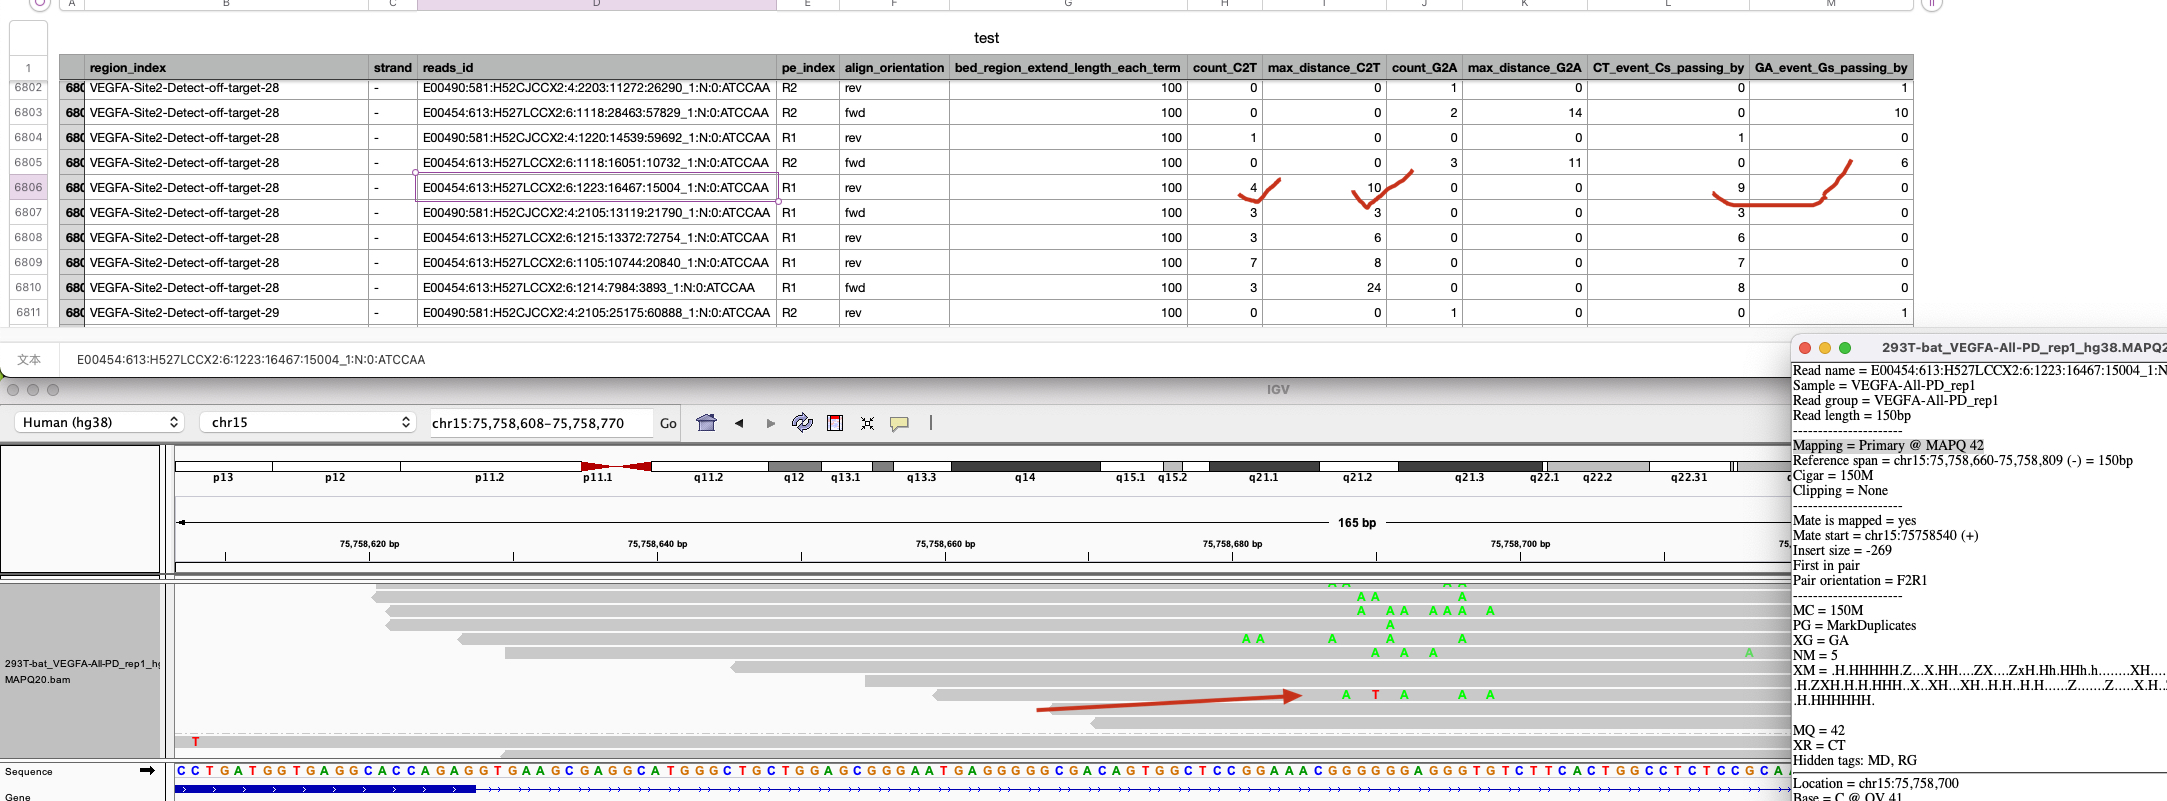 A B C D E F G H I J K L M
test
1 region_index strand reads_id pe_index align_orientation bed_region_extend_length_each_term count_C2T max_distance_C2T count_G2A max_distance_G2A CT_event_Cs_passing_by GA_event_Gs_passing_by
6802 680 VEGFA-Site2-Detect-off-target-28 - E00490:581:H52CJCCX2:4:2203:11272:26290_1:N:0:ATCCAA R2 rev 100 0 0 1 0 0 1
6803 680 VEGFA-Site2-Detect-off-target-28 - E00454:613:H527LCCX2:6:1118:28463:57829_1:N:0:ATCCAA R2 fwd 100 0 0 2 14 0 10
6804 680 VEGFA-Site2-Detect-off-target-28 - E00490:581:H52CJCCX2:4:1220:14539:59692_1:N:0:ATCCAA R1 rev 100 1 0 0 0 1 0
6805 680 VEGFA-Site2-Detect-off-target-28 - E00454:613:H527LCCX2:6:1118:16051:10732_1:N:0:ATCCAA R2 fwd 100 0 0 3 11 0 6
6806 680 VEGFA-Site2-Detect-off-target-28 - E00454:613:H527LCCX2:6:1223:16467:15004_1:N:0:ATCCAA R1 rev 100 4 10 0 0 9 0
6807 680 VEGFA-Site2-Detect-off-target-28 - E00490:581:H52CJCCX2:4:2105:13119:21790_1:N:0:ATCCAA R1 fwd 100 3 3 0 0 3 0
6808 680 VEGFA-Site2-Detect-off-target-28 - E00454:613:H527LCCX2:6:1215:13372:72754_1:N:0:ATCCAA R1 rev 100 3 6 0 0 6 0
6809 680 VEGFA-Site2-Detect-off-target-28 - E00454:613:H527LCCX2:6:1105:10744:20840_1:N:0:ATCCAA R1 rev 100 7 8 0 0 7 0
6810 680 VEGFA-Site2-Detect-off-target-28 - E00454:613:H527LCCX2:6:1214:7984:3893_1:N:0:ATCCAA R1 fwd 100 3 24 0 0 8 0
6811 680 VEGFA-Site2-Detect-off-target-29 - E00490:581:H52CJCCX2:4:2105:25175:60888_1:N:0:ATCCAA R2 rev 100 0 0 1 0 0 1
文本 E00454:613:H527LCCX2:6:1223:16467:15004_1:N:0:ATCCAA
IGV
Human (hg38) chr15 chr15:75,758,608-75,758,770 Go
p13 p12 p11.2 p11.1 q11.2 q12 q13.1 q13.3 q14 q15.1 q15.2 q21.1 q21.2 q21.3 q22.1 q22.2 q22.31
165 bp
75,758,620 bp 75,758,640 bp 75,758,660 bp 75,758,680 bp 75,758,700 bp 75,
A A A A
A A A
A A A A A A A
A
A A A A A
A A A A
A T A A A
T
293T-bat_VEGFA-All-PD_rep1_hg
MAPQ20.bam
Sequence C C T G A T G G T G A G G C A C C A G A G G T G A A G C G A G G C A T G G G C T G C T G G A G C G G G A A T G A G G G G G C G A C A G T G G C T C C G G A A A C G G G G G G A G G G T G T C T T C A C T G G C C T C T C C G C A A
Gene
293T-bat_VEGFA-All-PD_rep1_hg38.MAPQ2
Read name = E00454:613:H527LCCX2:6:1223:16467:15004_1:N
Sample = VEGFA-All-PD_rep1
Read group = VEGFA-All-PD_rep1
Read length = 150bp
----------------------
Mapping = Primary @ MAPQ 42
Reference span = chr15:75,758,660-75,758,809 (-) = 150bp
Cigar = 150M
Clipping = None
----------------------
Mate is mapped = yes
Mate start = chr15:75758540 (+)
Insert size = -269
First in pair
Pair orientation = F2R1
----------------------
MC = 150M
PG = MarkDuplicates
XG = GA
NM = 5
XM = .H.HHHHH.Z...X.HH....ZX....ZxH.Hh.HHh.h........XH....
.H.ZXH.H.H.HHH..X..XH...XH..H.H..H.H......Z.......Z.....X.H..
.H.HHHHHH.
MQ = 42
XR = CT
Hidden tags: MD, RG
Location = chr15:75,758,700
Base = C @ QV 41